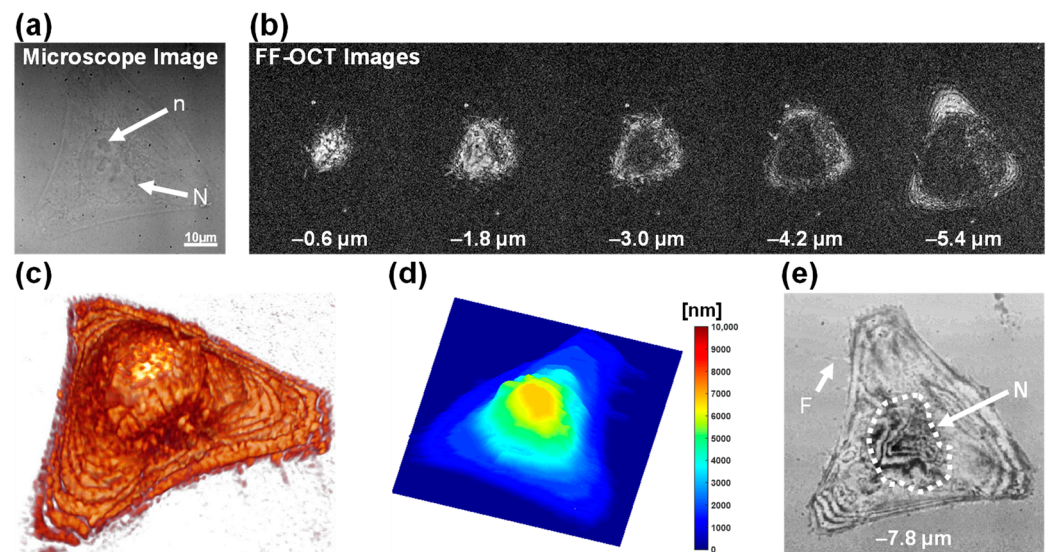 (a)
Microscope Image
n
N
10μm
(b)
FF-OCT Images
–0.6 μm
–1.8 μm
–3.0 μm
–4.2 μm
–5.4 μm
(c)
(d)
[nm]
10,000
9000
8000
7000
6000
5000
4000
3000
2000
1000
0
(e)
F
N
–7.8 μm